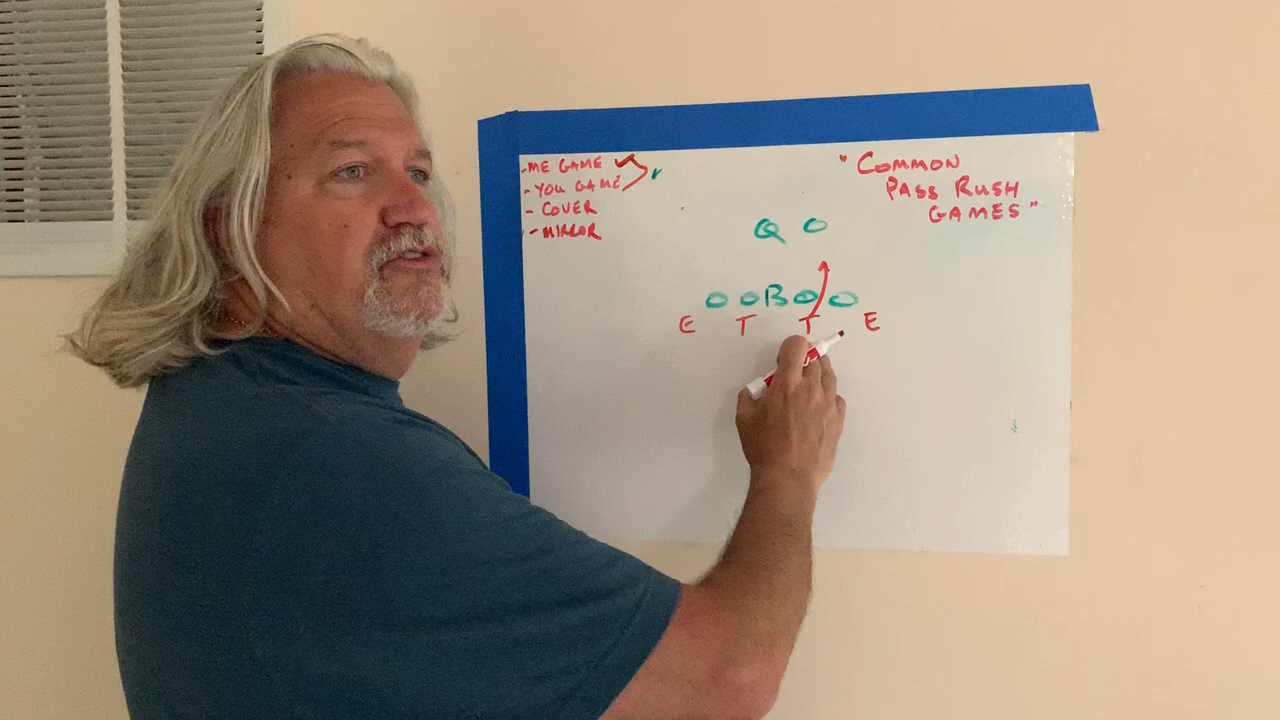 -ME GAME
-YOU GAME
-COVER
-MIRROR
"COMMON
PASS RUSH
GAMES"
Q O
O O B O O
E T T E